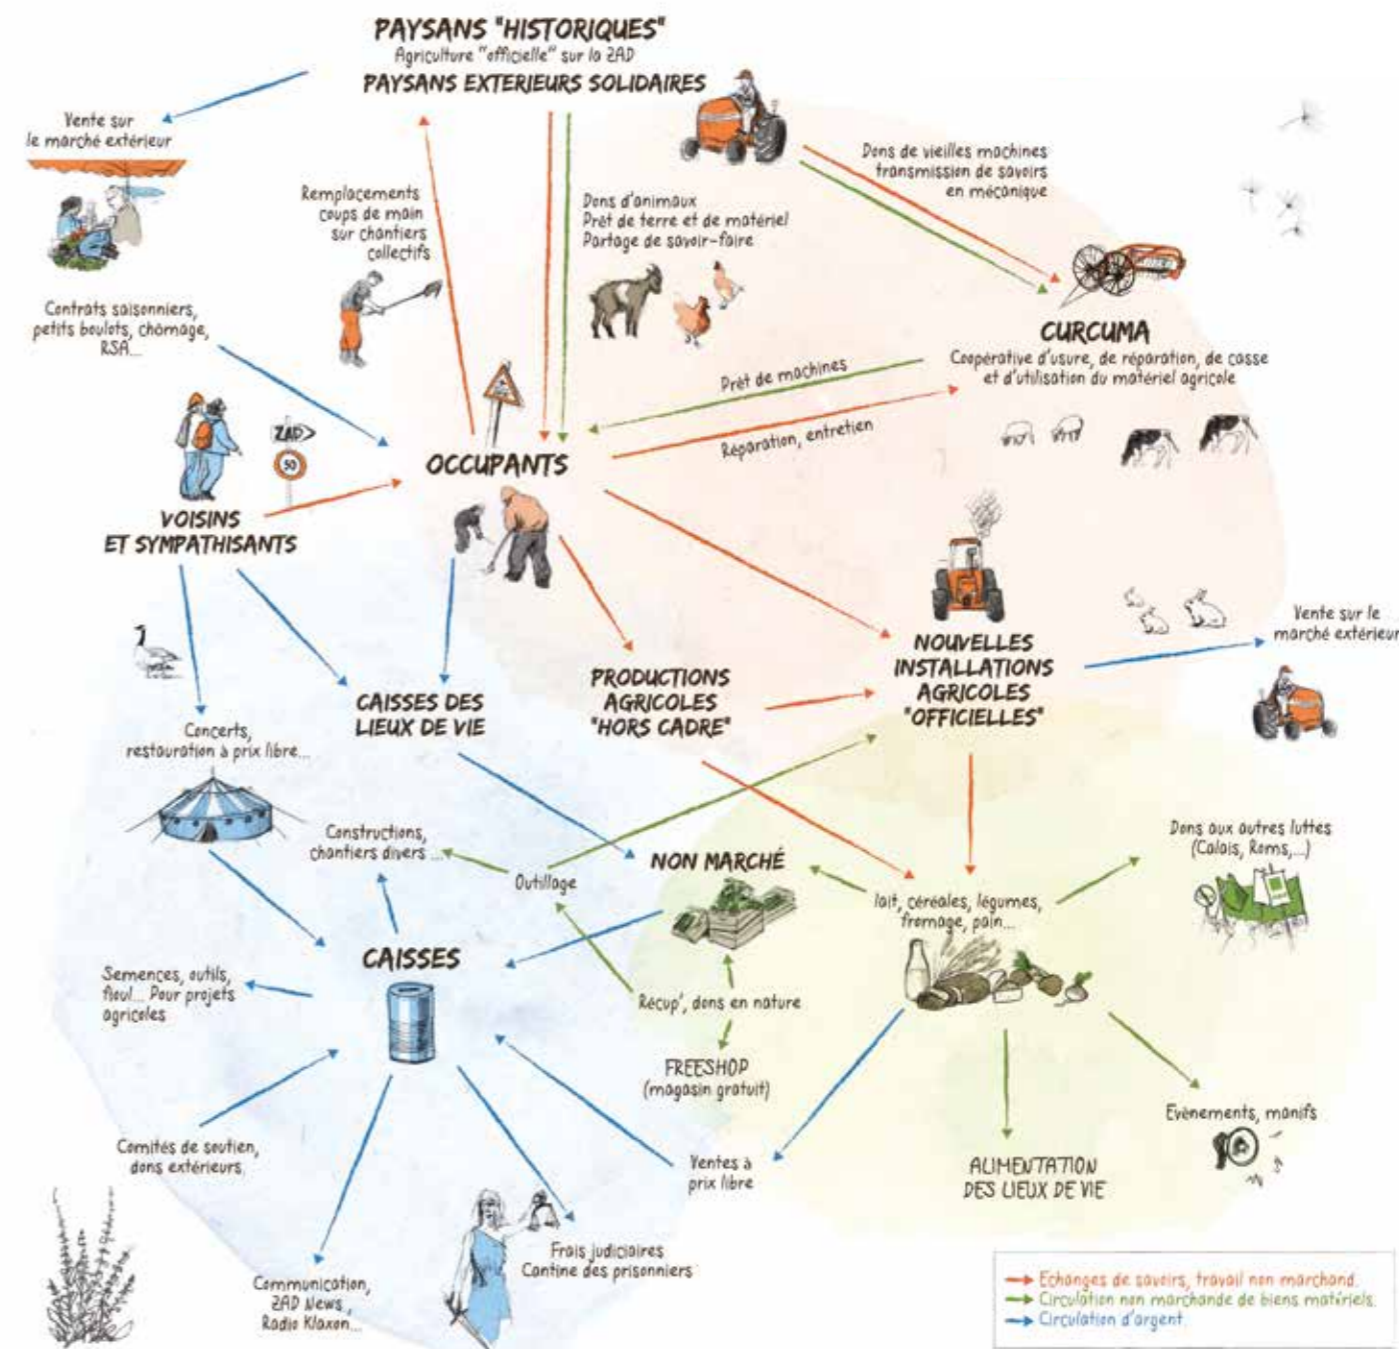 PAYSANS "HISTORIQUES"
Agriculture "officielle" sur la ZAD
PAYSANS EXTERIEURS SOLIDAIRES
Vente sur
le marché extérieur
Remplacements
coups de main
sur chantiers
collectifs
Dons d'animaux
Prêt de terre et de matériel
Partage de savoir-faire
Dons de vieilles machines
transmission de savoirs
en mécanique
Contrats saisonniers,
petits boulots, chômage,
RSA...
CURCUMA
Coopérative d'usure, de réparation, de casse
et d'utilisation du matériel agricole
Prêt de machines
Réparation, entretien
ZAD>
50
OCCUPANTS
VOISINS
ET SYMPATHISANTS
NOUVELLES
INSTALLATIONS
AGRICOLES
"OFFICIELLES"
Vente sur le
marché extérieur
PRODUCTIONS
AGRICOLES
"HORS CADRE"
CAISSES DES
LIEUX DE VIE
Concerts,
restauration à prix libre...
Constructions,
chantiers divers ...
Outillage
NON MARCHÉ
lait, céréales, légumes,
fromage, pain...
Dons aux autres luttes
(Calais, Roms,...)
CAISSES
Semences, outils,
fioul... Pour projets
agricoles
Récup', dons en nature
FREESHOP
(magasin gratuit)
Comités de soutien,
dons extérieurs
Ventes à
prix libre
ALIMENTATION
DES LIEUX DE VIE
Evènements, manifs
Frais judiciaires
Cantine des prisonniers
Communication,
ZAD News,
Radio Klaxon...
Echanges de savoirs, travail non marchand.
Circulation non marchande de biens matériels.
Circulation d'argent.